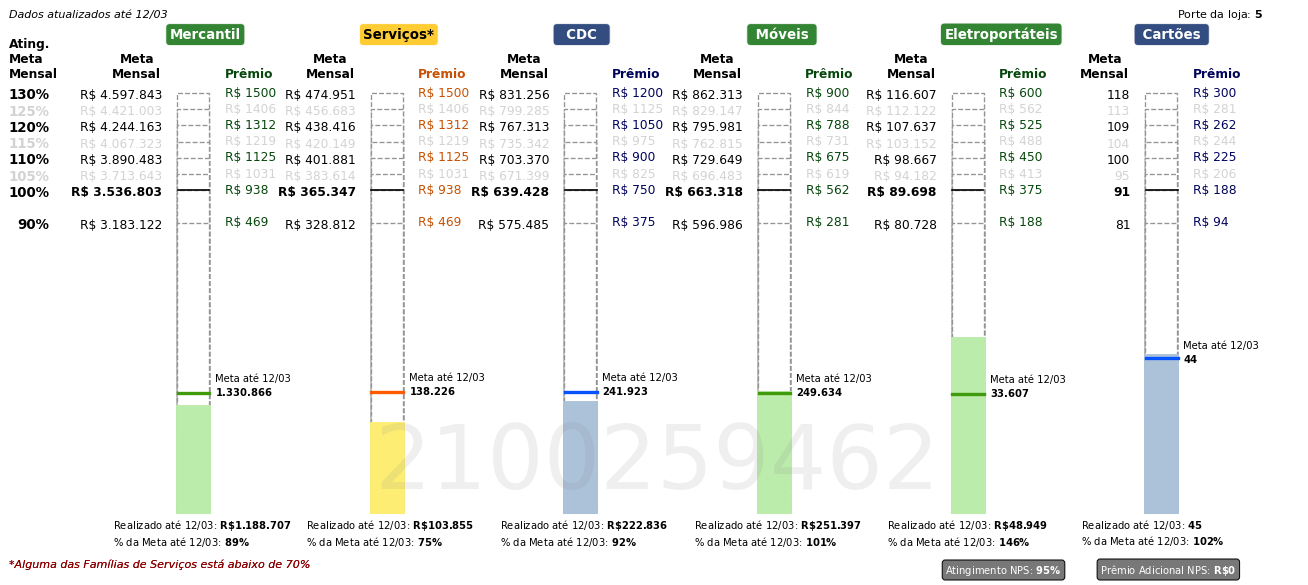 Dados atualizados até 12/03
Porte da loja: 5
Mercantil Serviços* CDC Móveis Eletroportáteis Cartões
Ating. Meta Mensal
Meta Mensal Prêmio Meta Mensal Prêmio Meta Mensal Prêmio Meta Mensal Prêmio Meta Mensal Prêmio Meta Mensal Prêmio
130% R$ 4.597.843 R$ 1500 R$ 474.951 R$ 1500 R$ 831.256 R$ 1200 R$ 862.313 R$ 900 R$ 116.607 R$ 600 118 R$ 300
125% R$ 4.421.003 R$ 1406 R$ 456.683 R$ 1406 R$ 799.285 R$ 1125 R$ 829.147 R$ 844 R$ 112.122 R$ 562 113 R$ 281
120% R$ 4.244.163 R$ 1312 R$ 438.416 R$ 1312 R$ 767.313 R$ 1050 R$ 795.981 R$ 788 R$ 107.637 R$ 525 109 R$ 262
115% R$ 4.067.323 R$ 1219 R$ 420.149 R$ 1219 R$ 735.342 R$ 975 R$ 762.815 R$ 731 R$ 103.152 R$ 488 104 R$ 244
110% R$ 3.890.483 R$ 1125 R$ 401.881 R$ 1125 R$ 703.370 R$ 900 R$ 729.649 R$ 675 R$ 98.667 R$ 450 100 R$ 225
105% R$ 3.713.643 R$ 1031 R$ 383.614 R$ 1031 R$ 671.399 R$ 825 R$ 696.483 R$ 619 R$ 94.182 R$ 413 95 R$ 206
100% R$ 3.536.803 R$ 938 R$ 365.347 R$ 938 R$ 639.428 R$ 750 R$ 663.318 R$ 562 R$ 89.698 R$ 375 91 R$ 188
90% R$ 3.183.122 R$ 469 R$ 328.812 R$ 469 R$ 575.485 R$ 375 R$ 596.986 R$ 281 R$ 80.728 R$ 188 81 R$ 94
Meta até 12/03 1.330.866
Meta até 12/03 138.226
Meta até 12/03 241.923
Meta até 12/03 249.634
Meta até 12/03 33.607
Meta até 12/03 44
2100259462
Realizado até 12/03: R$1.188.707 Realizado até 12/03: R$103.855 Realizado até 12/03: R$222.836 Realizado até 12/03: R$251.397 Realizado até 12/03: R$48.949 Realizado até 12/03: 45
% da Meta até 12/03: 89% % da Meta até 12/03: 75% % da Meta até 12/03: 92% % da Meta até 12/03: 101% % da Meta até 12/03: 146% % da Meta até 12/03: 102%
*Alguma das Famílias de Serviços está abaixo de 70%
Atingimento NPS: 95% Prêmio Adicional NPS: R$0